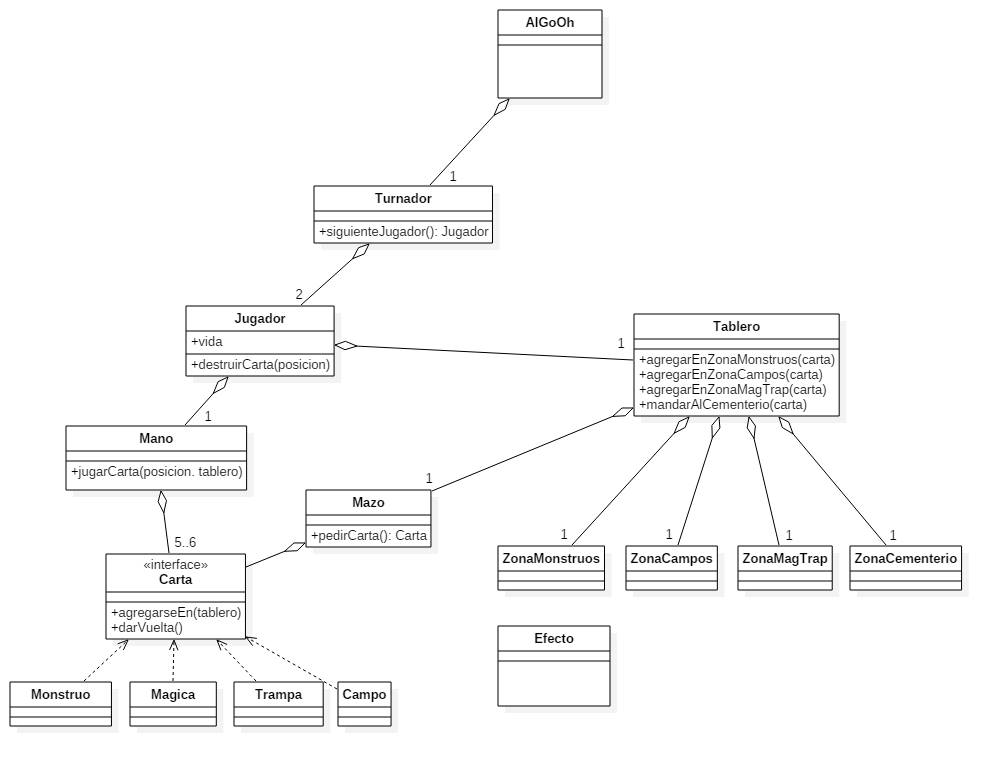 AlGoOh
1
Turnador
+siguienteJugador(): Jugador
2
Jugador
+vida
+destruirCarta(posicion)
1
Tablero
+agregarEnZonaMonstruos(carta)
+agregarEnZonaCampos(carta)
+agregarEnZonaMagTrap(carta)
+mandarAlCementerio(carta)
1
Mano
+jugarCarta(posicion. tablero)
1
Mazo
+pedirCarta(): Carta
5..6
«interface»
Carta
+agregarseEn(tablero)
+darVuelta()
1
1
1
1
ZonaMonstruos
ZonaCampos
ZonaMagTrap
ZonaCementerio
Efecto
Monstruo
Magica
Trampa
Campo